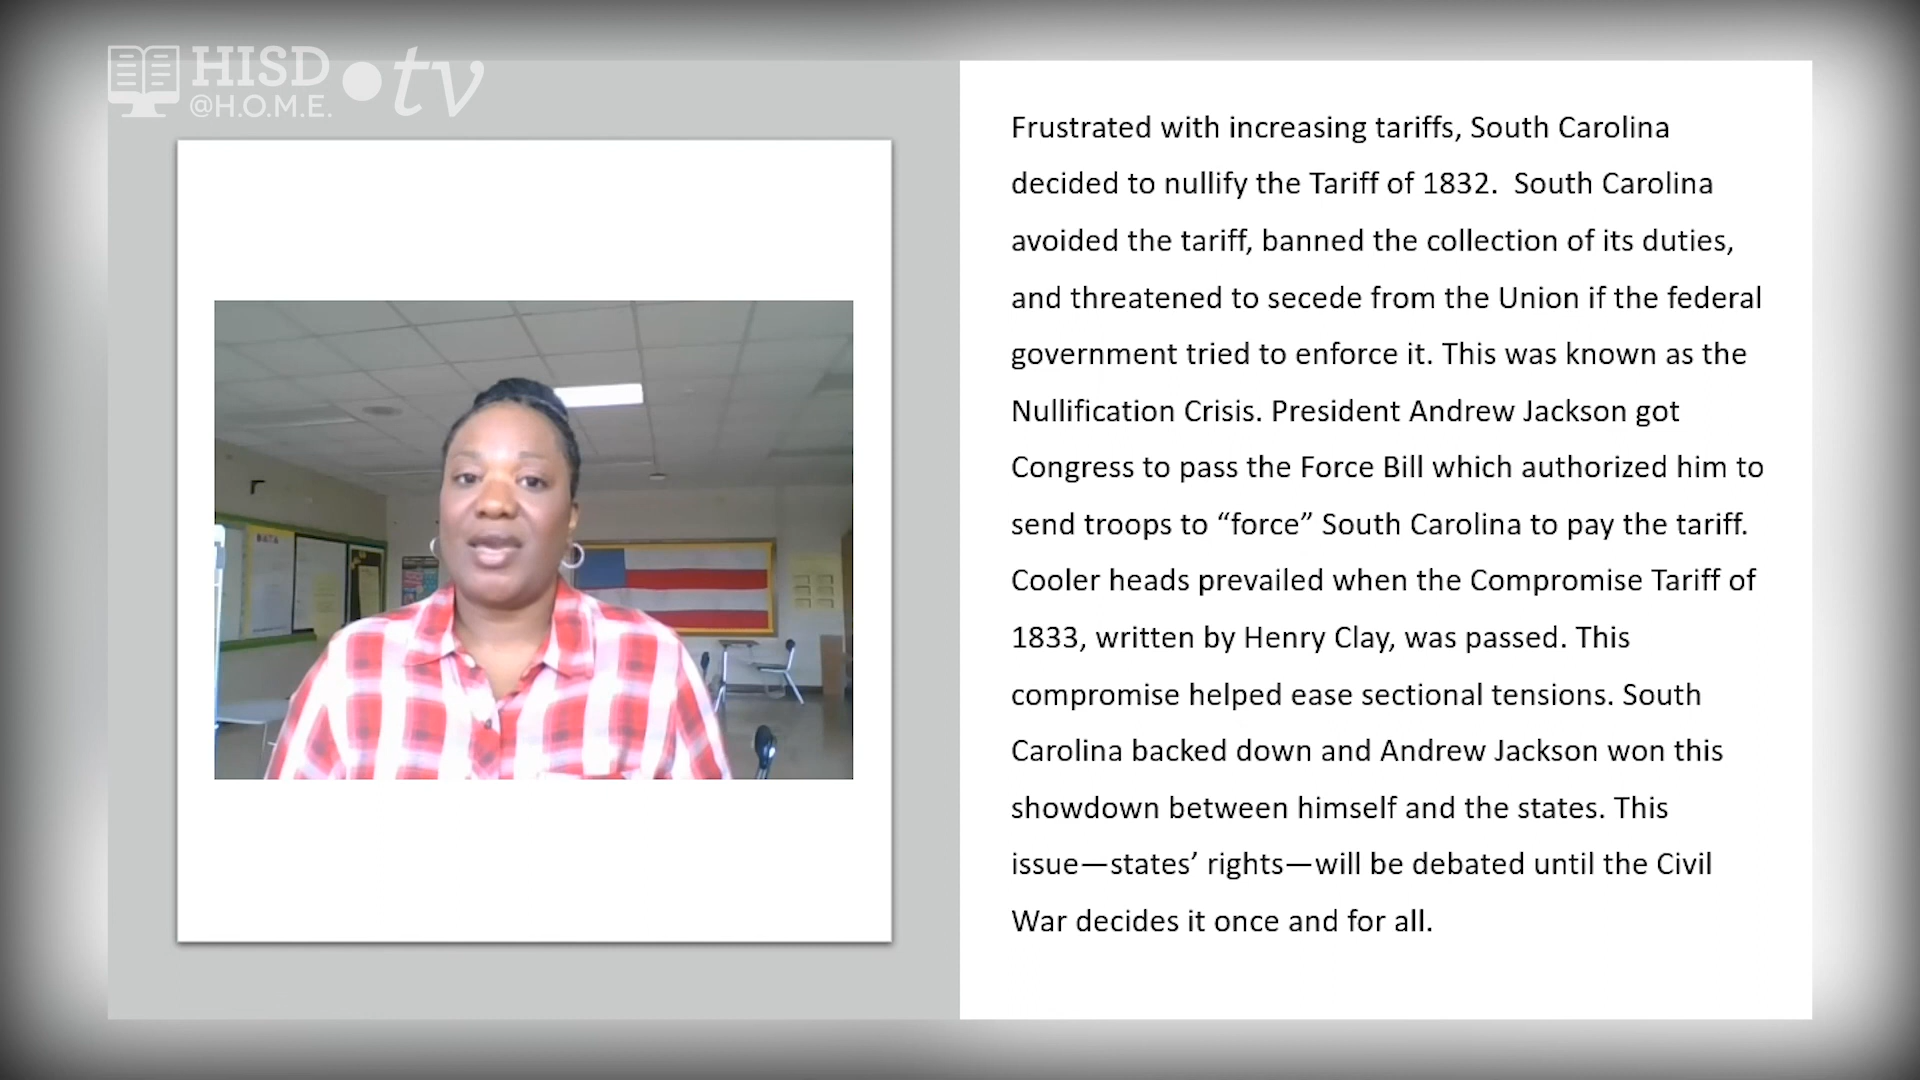 HISD
@H.O.M.E.
tv
Frustrated with increasing tariffs, South Carolina
decided to nullify the Tariff of 1832.  South Carolina
avoided the tariff, banned the collection of its duties,
and threatened to secede from the Union if the federal
government tried to enforce it. This was known as the
Nullification Crisis. President Andrew Jackson got
Congress to pass the Force Bill which authorized him to
send troops to “force” South Carolina to pay the tariff.
Cooler heads prevailed when the Compromise Tariff of
1833, written by Henry Clay, was passed. This
compromise helped ease sectional tensions. South
Carolina backed down and Andrew Jackson won this
showdown between himself and the states. This
issue—states’ rights—will be debated until the Civil
War decides it once and for all.
DATA